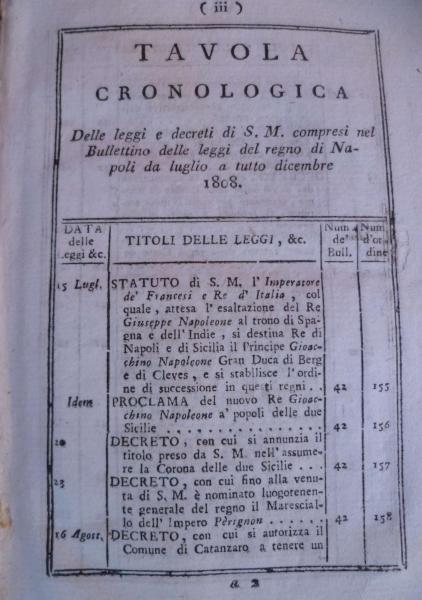 ( iii )
TAVOLA
CRONOLOGICA
Delle leggi e decreti di S. M. compresi nel
Bullettino delle leggi del regno di Na-
poli da luglio a tutto dicembre
1808.
DATA delle Leggi &c.
TITOLI DELLE LEGGI, &c.
Num. de' Bull.
Num. d'or dine
15 Lugl. STATUTO di S. M. l'Imperatore
de' Francesi e Re d'Italia, col
quale, attesa l'esaltazione del Re
Giuseppe Napoleone al trono di Spa-
gna e dell'Indie, si destina Re di
Napoli e di Sicilia il Principe Gioac-
chino Napoleone Gran Duca di Berg
e di Cleves, e si stabilisce l'ordi-
ne di successione in questi regni . . 42 155
Idem PROCLAMA del nuovo Re Gioac-
chino Napoleone a' popoli delle due
Sicilie . . . . . . . . . . . . . . . 42 156
20 DECRETO, con cui si annunzia il
titolo preso da S. M. nell'assume-
re la Corona delle due Sicilie . . . 42 157
23 DECRETO, con cui fino alla venu-
ta di S. M. è nominato luogotenen-
te generale del regno il Marescial-
lo dell'Impero Pèrignon . . . . . . 42 158
16 Agost. DECRETO, con cui si autorizza il
Comune di Catanzaro a tenere un
a 2